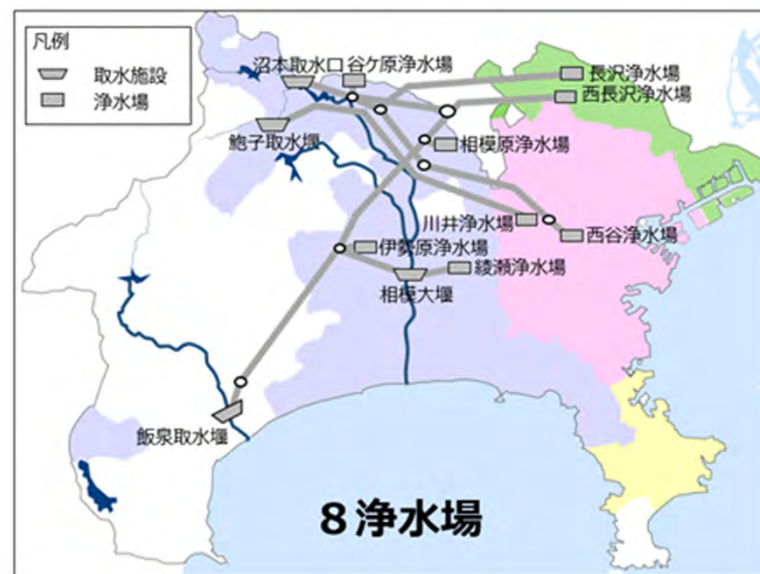 凡例
取水施設
浄水場
沼本取水口
谷ケ原浄水場
長沢浄水場
西長沢浄水場
鮑子取水堰
相模原浄水場
川井浄水場
西谷浄水場
伊勢原浄水場
綾瀬浄水場
相模大堰
飯泉取水堰
８浄水場